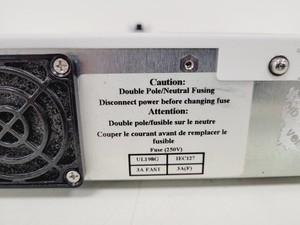 Caution:
Double Pole/Neutral Fusing
Disconnect power before changing fuse
Attention:
Double pole/fusible sur le neutre
Couper le courant avant de remplacer le
fusible
Fuse (250V)
UL198G IEC127
3A FAST 3A(F)